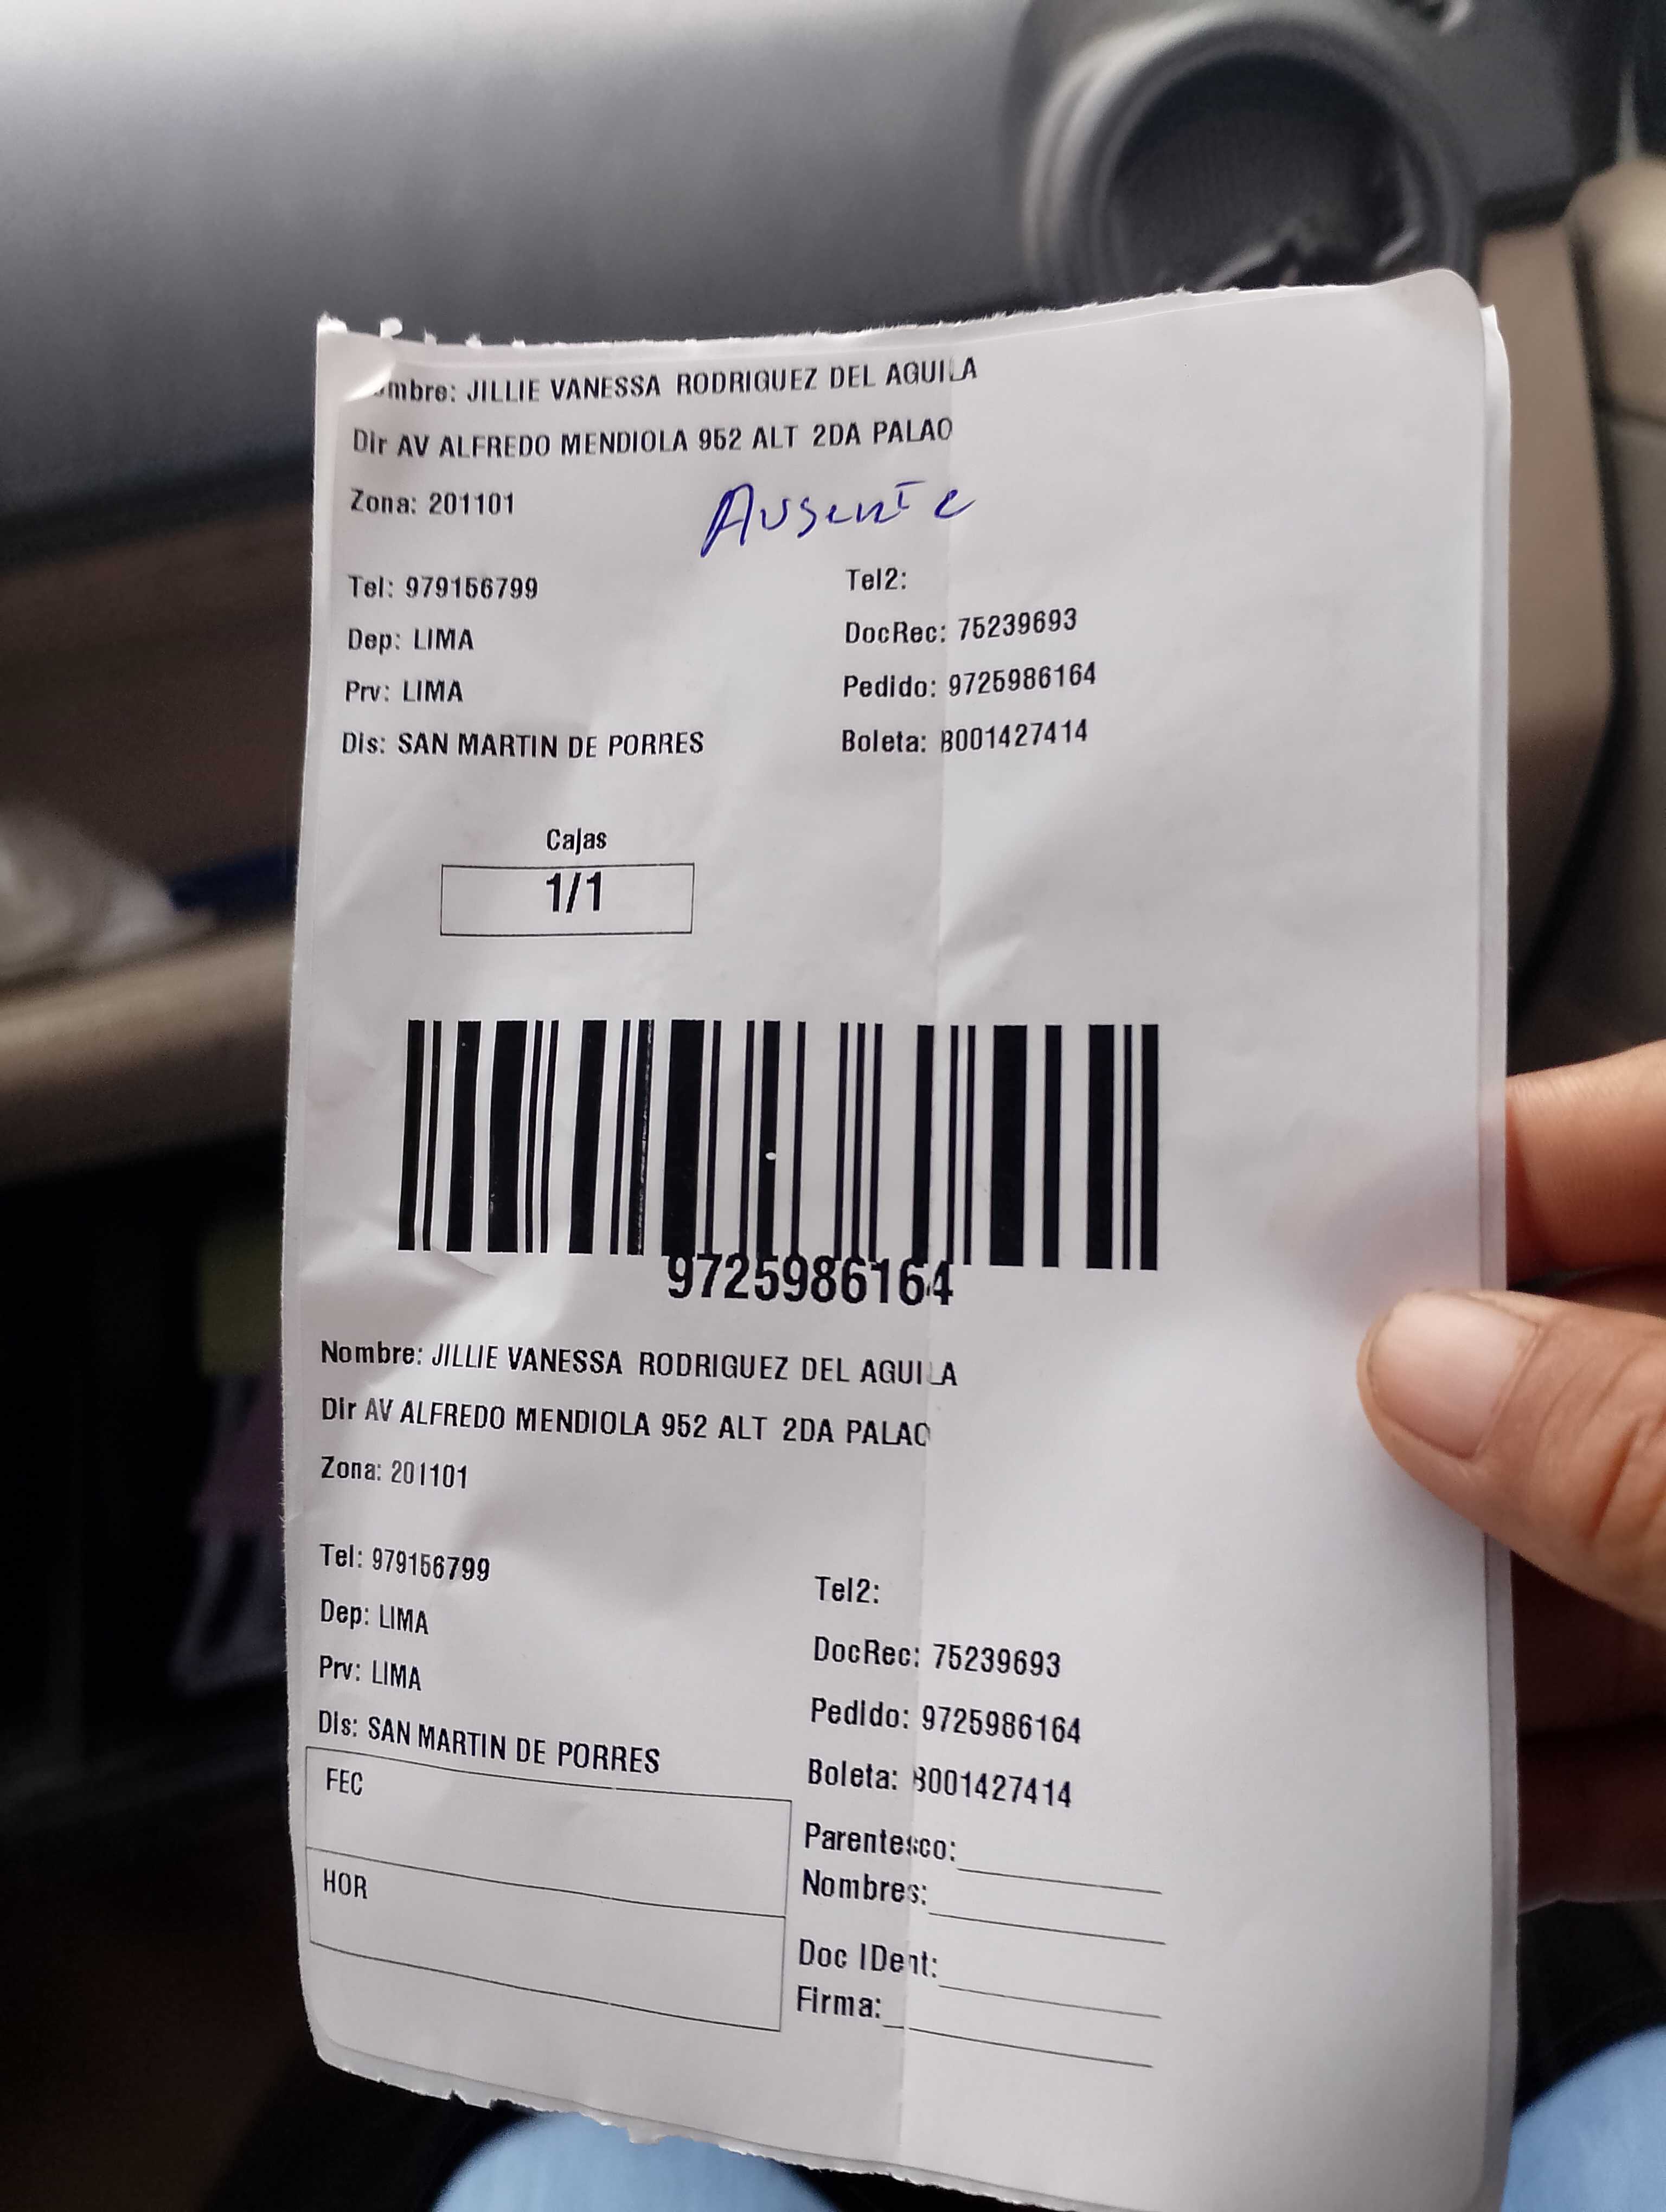 mbre: JILLIE VANESSA RODRIGUEZ DEL AGUILA
Dir AV ALFREDO MENDIOLA 952 ALT 2DA PALAO
Zona: 201101
Ausente
Tel: 979156799 Tel2:
Dep: LIMA DocRec: 75239693
Prv: LIMA Pedido: 9725986164
Dis: SAN MARTIN DE PORRES Boleta: B001427414
Cajas
1/1
9725986164
Nombre: JILLIE VANESSA RODRIGUEZ DEL AGUILA
Dir AV ALFREDO MENDIOLA 952 ALT 2DA PALAO
Zona: 201101
Tel: 979156799 Tel2:
Dep: LIMA DocRec: 75239693
Prv: LIMA Pedido: 9725986164
Dis: SAN MARTIN DE PORRES Boleta: B001427414
FEC Parentesco:
HOR Nombres:
Doc IDent:
Firma: